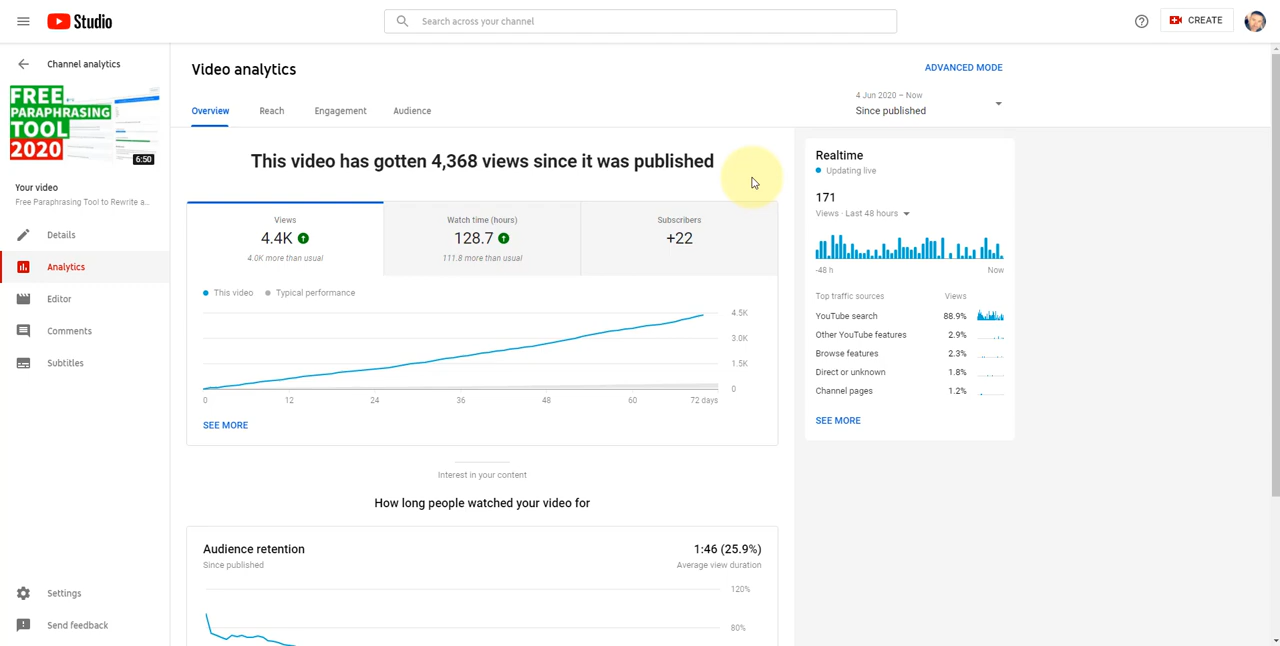 Studio
Search across your channel
CREATE
Channel analytics
FREE
PARAPHRASING
TOOL
2020
6:50
Your video
Free Paraphrasing Tool to Rewrite a...
Details
Analytics
Editor
Comments
Subtitles
Settings
Send feedback
Video analytics
ADVANCED MODE
Overview
Reach
Engagement
Audience
4 Jun 2020 – Now
Since published
This video has gotten 4,368 views since it was published
Views
4.4K
4.0K more than usual
Watch time (hours)
128.7
111.8 more than usual
Subscribers
+22
This video
Typical performance
4.5K
3.0K
1.5K
0
0 12 24 36 48 60 72 days
SEE MORE
Interest in your content
How long people watched your video for
Audience retention
Since published
1:46 (25.9%)
Average view duration
120%
80%
Realtime
Updating live
171
Views · Last 48 hours
-48 h
Now
Top traffic sources Views
YouTube search 88.9%
Other YouTube features 2.9%
Browse features 2.3%
Direct or unknown 1.8%
Channel pages 1.2%
SEE MORE